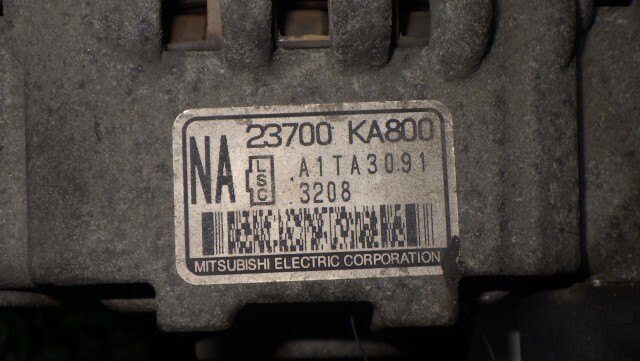 NA 23700 KA800
LSC A1TA3091
3208
MITSUBISHI ELECTRIC CORPORATION